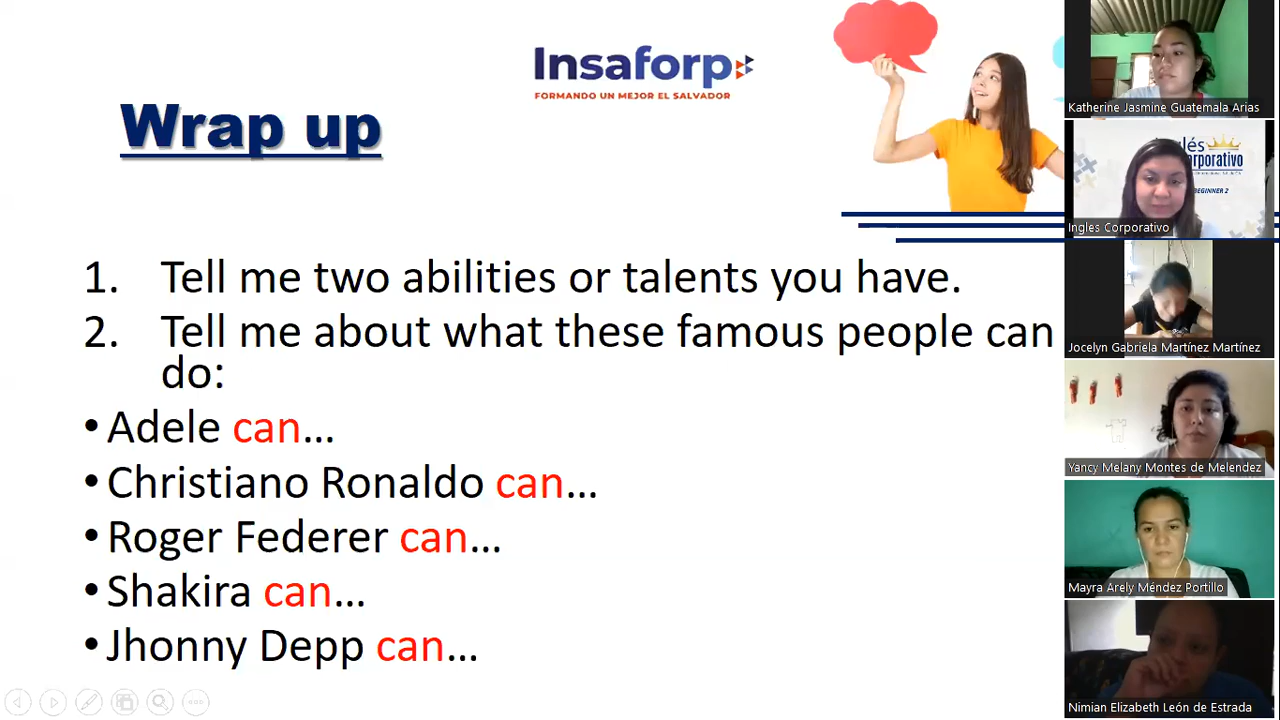 Insaforp
FORMANDO UN MEJOR EL SALVADOR
Wrap up
1. Tell me two abilities or talents you have.
2. Tell me about what these famous people can
do:
•Adele can...
•Christiano Ronaldo can...
•Roger Federer can...
•Shakira can...
•Jhonny Depp can...
Katherine Jasmine Guatemala Arias
BEGINNER 2
Ingles Corporativo
Jocelyn Gabriela Martínez Martínez
Yancy Melany Montes de Melendez
Mayra Arely Méndez Portillo
Nimian Elizabeth León de Estrada